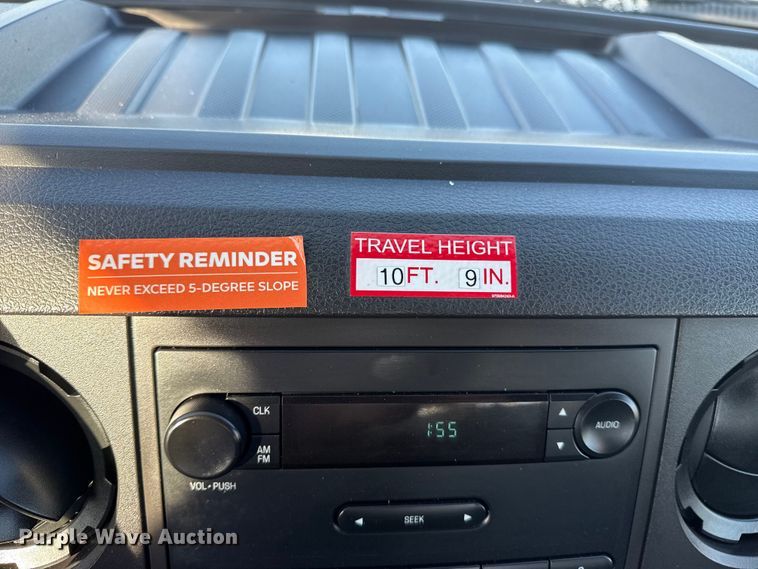 SAFETY REMINDER
NEVER EXCEED 5-DEGREE SLOPE
TRAVEL HEIGHT
10 FT. 9 IN.
CLK
AM
FM
VOL•PUSH
1:55
▲
▼
AUDIO
◄ SEEK ►
Purple Wave Auction